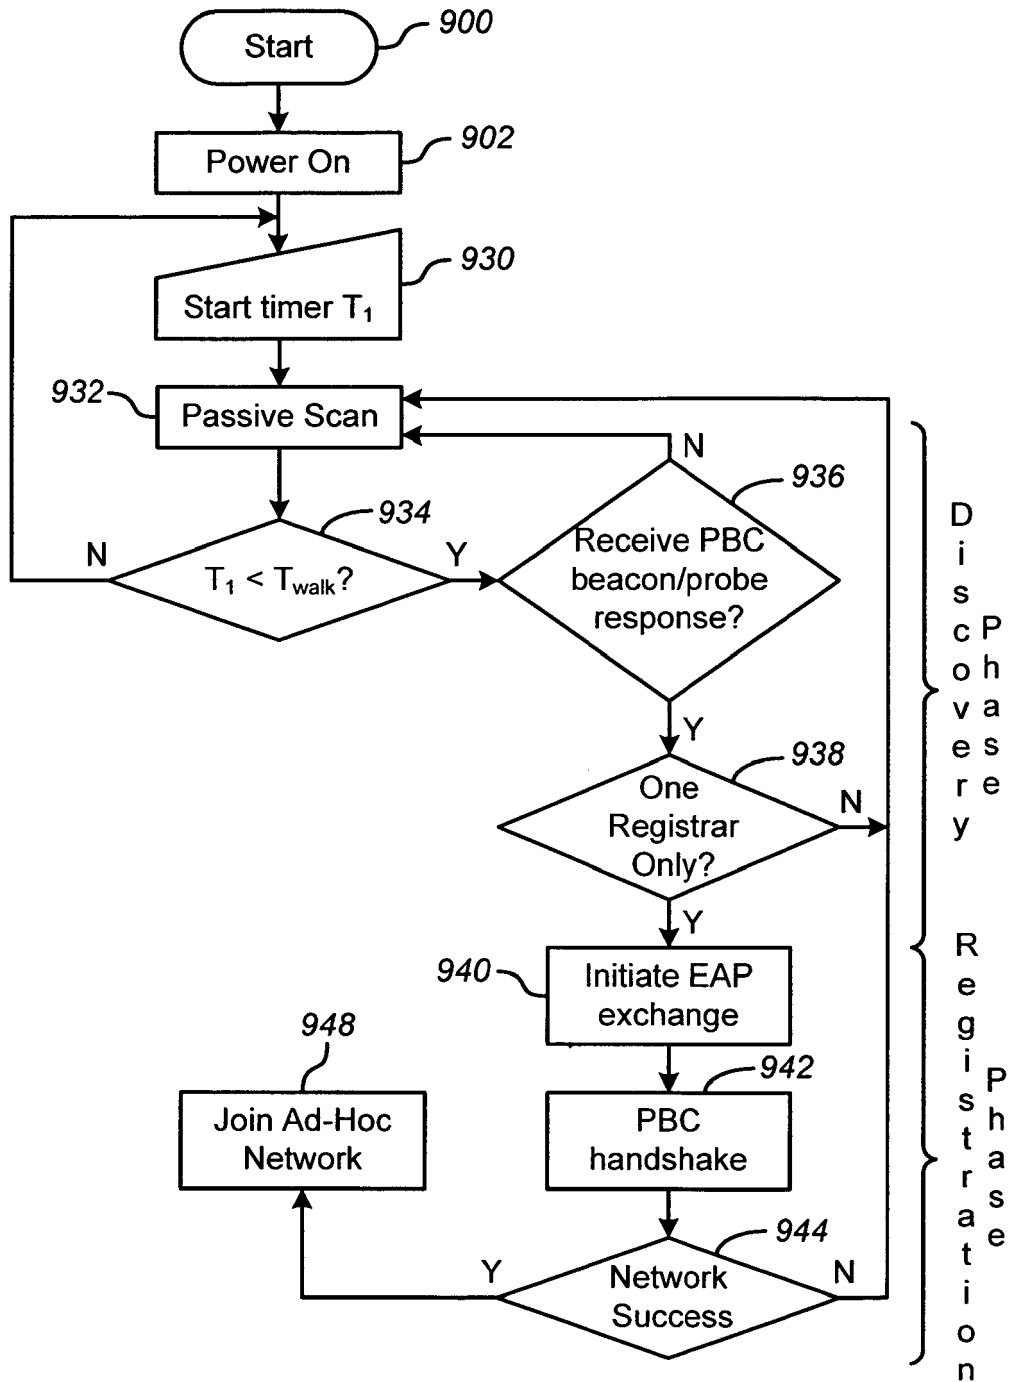 Start
900
Power On
902
Start timer T₁
930
Passive Scan
932
T₁ < Twalk?
934
N
Y
Receive PBC
beacon/probe
response?
936
N
Y
One
Registrar
Only?
938
N
Y
Initiate EAP
exchange
940
PBC
handshake
942
Network
Success
944
Y
N
Join Ad-Hoc
Network
948
Discovery
Phase
Registration
Phase